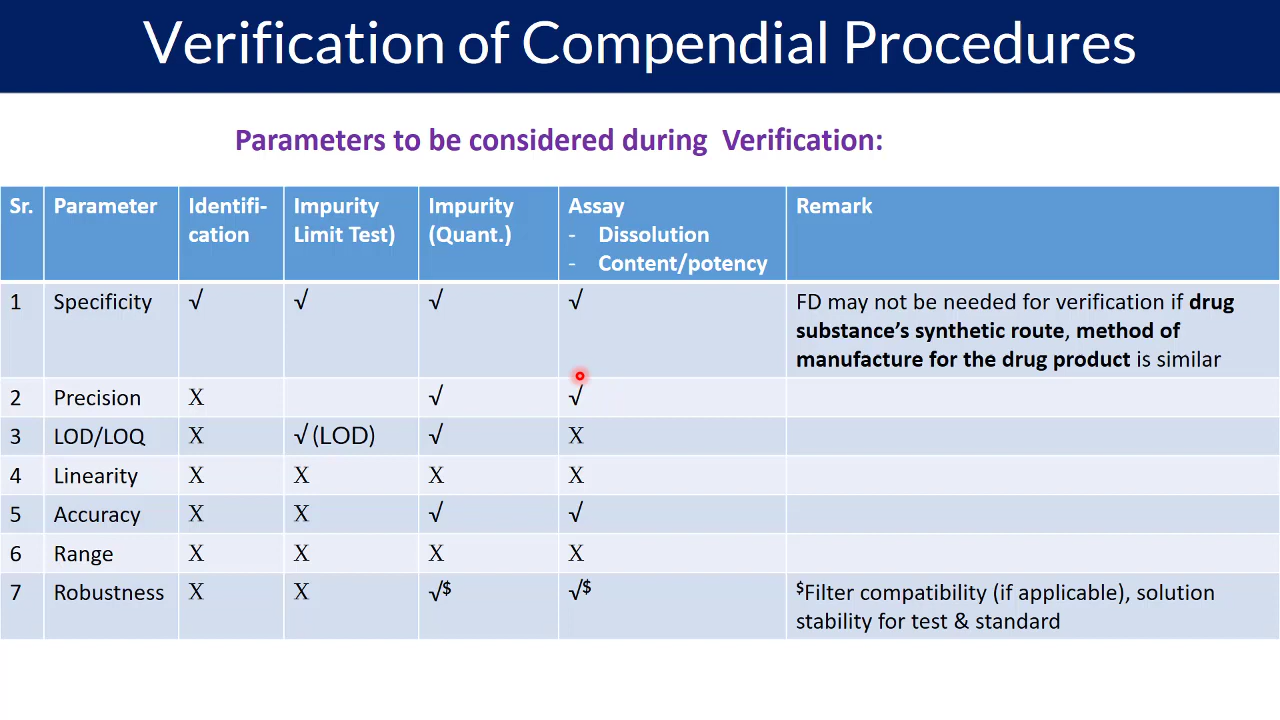 Verification of Compendial Procedures
Parameters to be considered during Verification:
Sr. Parameter Identifi- Impurity Impurity Assay Remark
cation Limit Test) (Quant.) - Dissolution
- Content/potency
1 Specificity √ √ √ √ FD may not be needed for verification if drug
substance's synthetic route, method of
manufacture for the drug product is similar
2 Precision X √ √
3 LOD/LOQ X √ (LOD) √ X
4 Linearity X X X X
5 Accuracy X X √ √
6 Range X X X X
7 Robustness X X √$ √$ $Filter compatibility (if applicable), solution
stability for test & standard